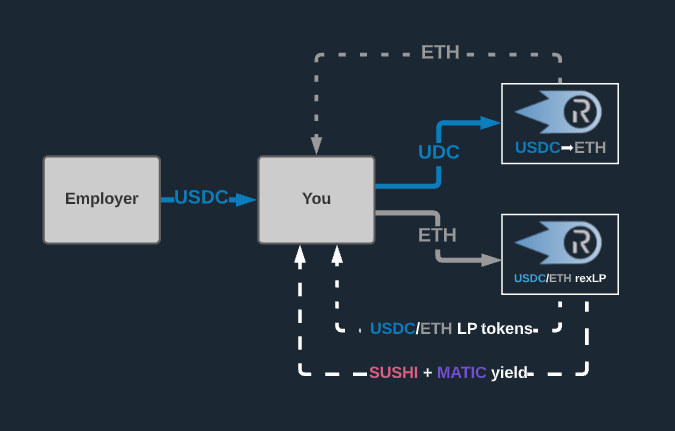 ETH
USDC➡ETH
UDC
Employer
USDC
You
ETH
USDC/ETH rexLP
USDC/ETH LP tokens
SUSHI + MATIC yield